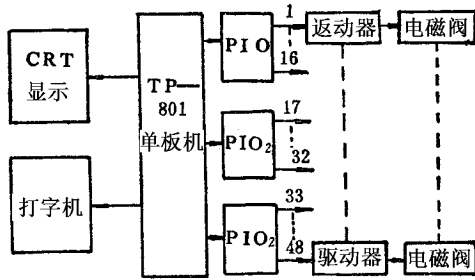 CRT
显示
打字机
TP—
801
单板机
PIO
PIO₂
PIO₂
1
16
17
32
33
48
返动器
电磁阀
驱动器
电磁阀